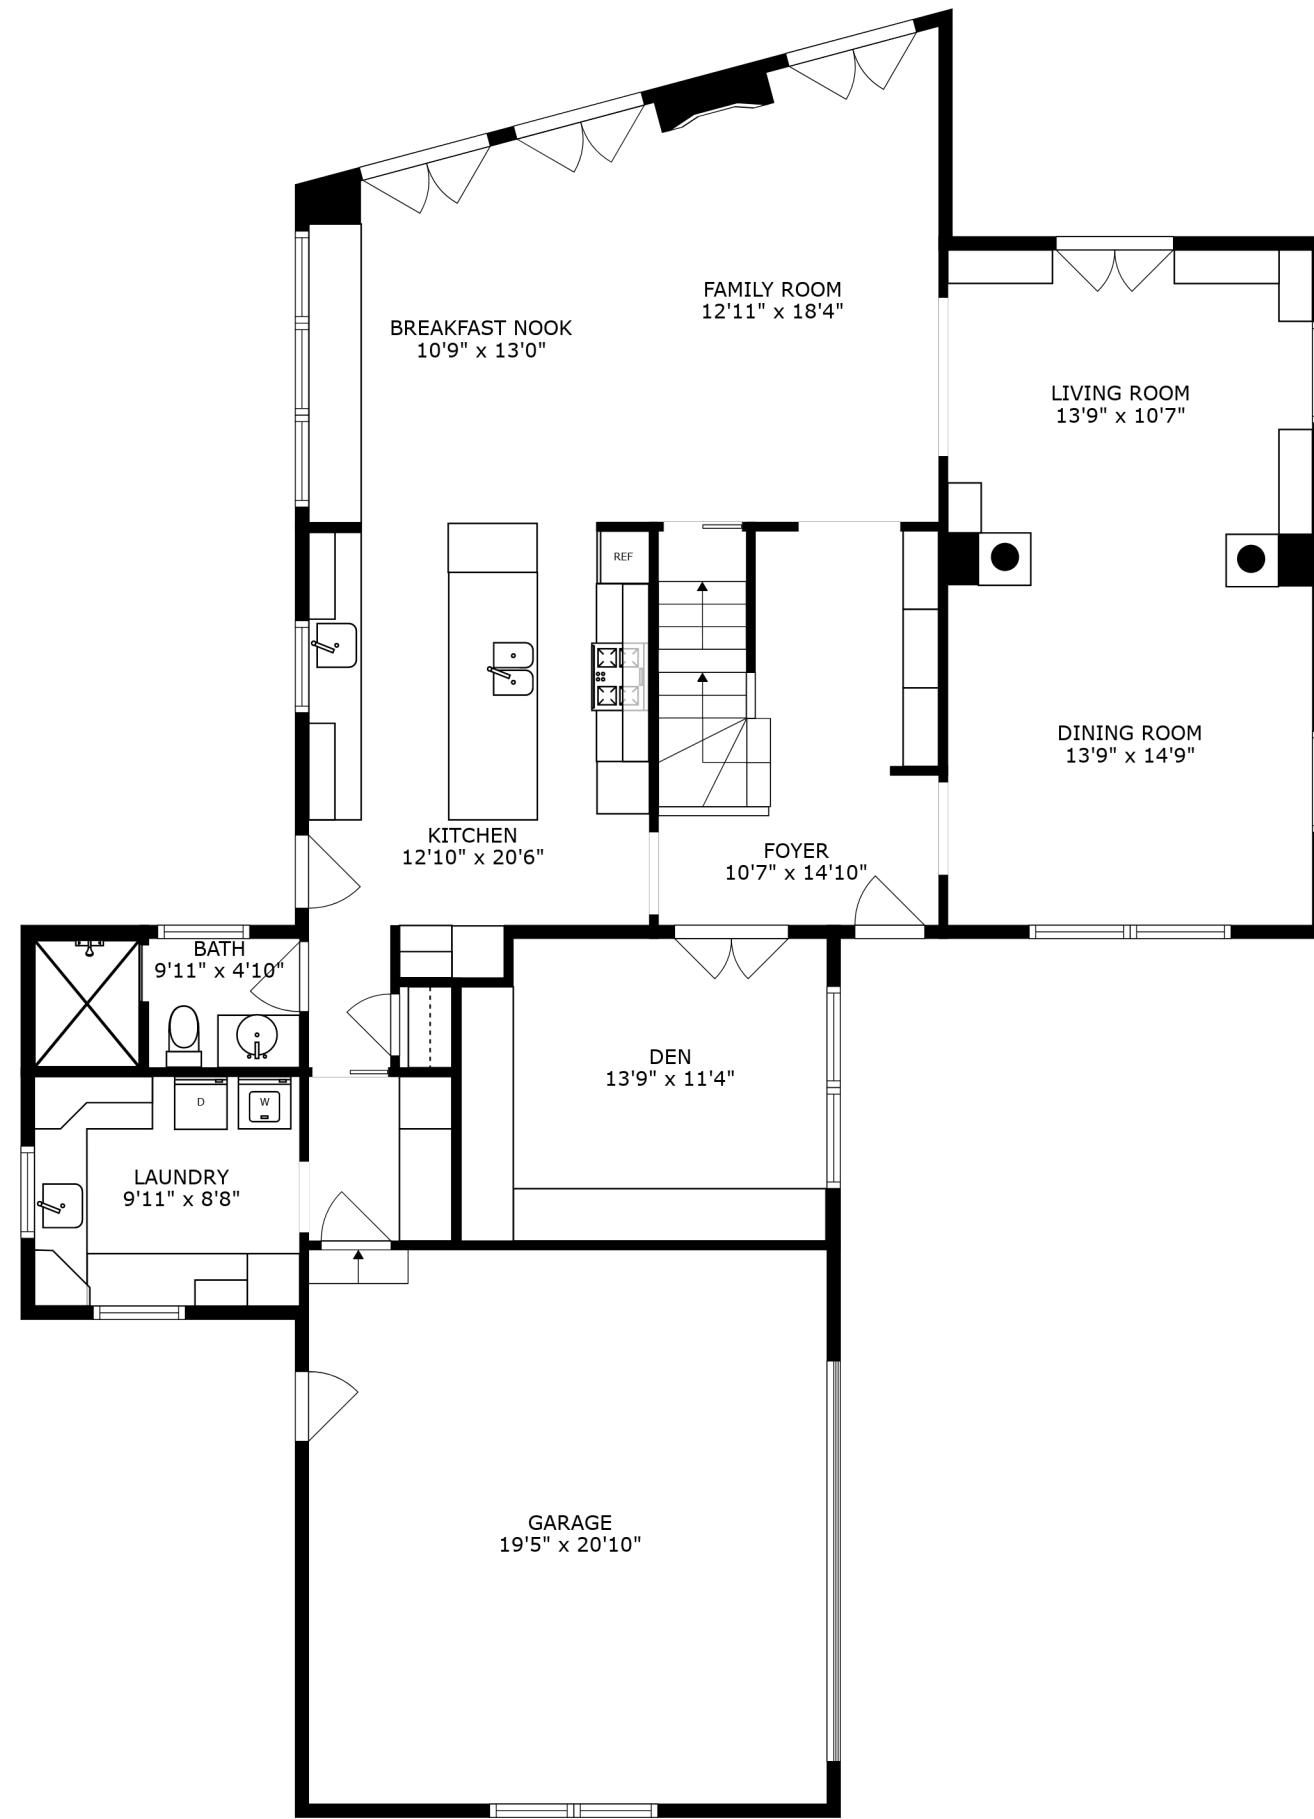 FAMILY ROOM
12'11" x 18'4"
BREAKFAST NOOK
10'9" x 13'0"
LIVING ROOM
13'9" x 10'7"
REF
DINING ROOM
13'9" x 14'9"
KITCHEN
12'10" x 20'6"
FOYER
10'7" x 14'10"
BATH
9'11" x 4'10"
DEN
13'9" x 11'4"
D
W
LAUNDRY
9'11" x 8'8"
GARAGE
19'5" x 20'10"